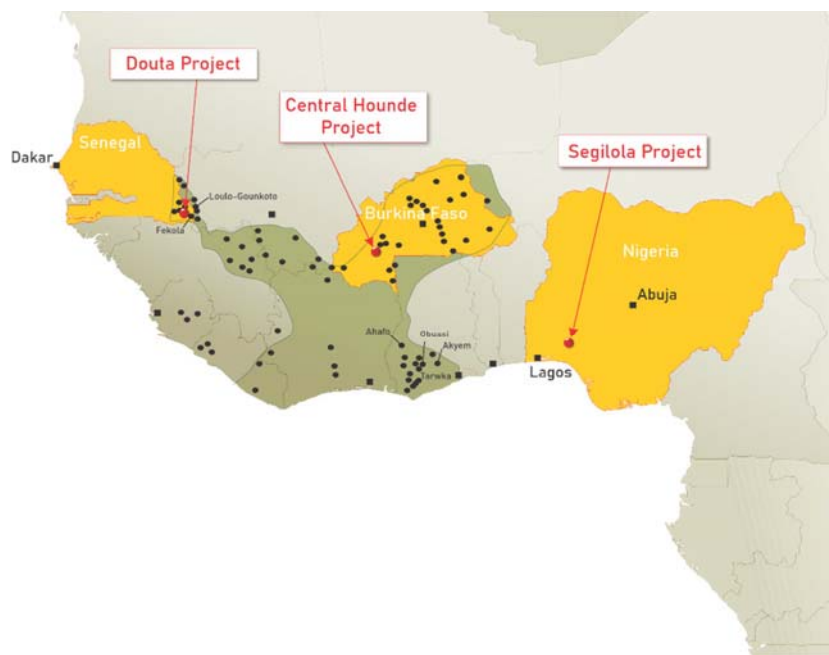 Douta Project
Central Hounde
Project
Segilola Project
Senegal
Dakar
Loulo-Gounkoto
Fekola
Burkina Faso
Nigeria
Abuja
Ahafo
Obuasi
Akyem
Tarwka
Lagos